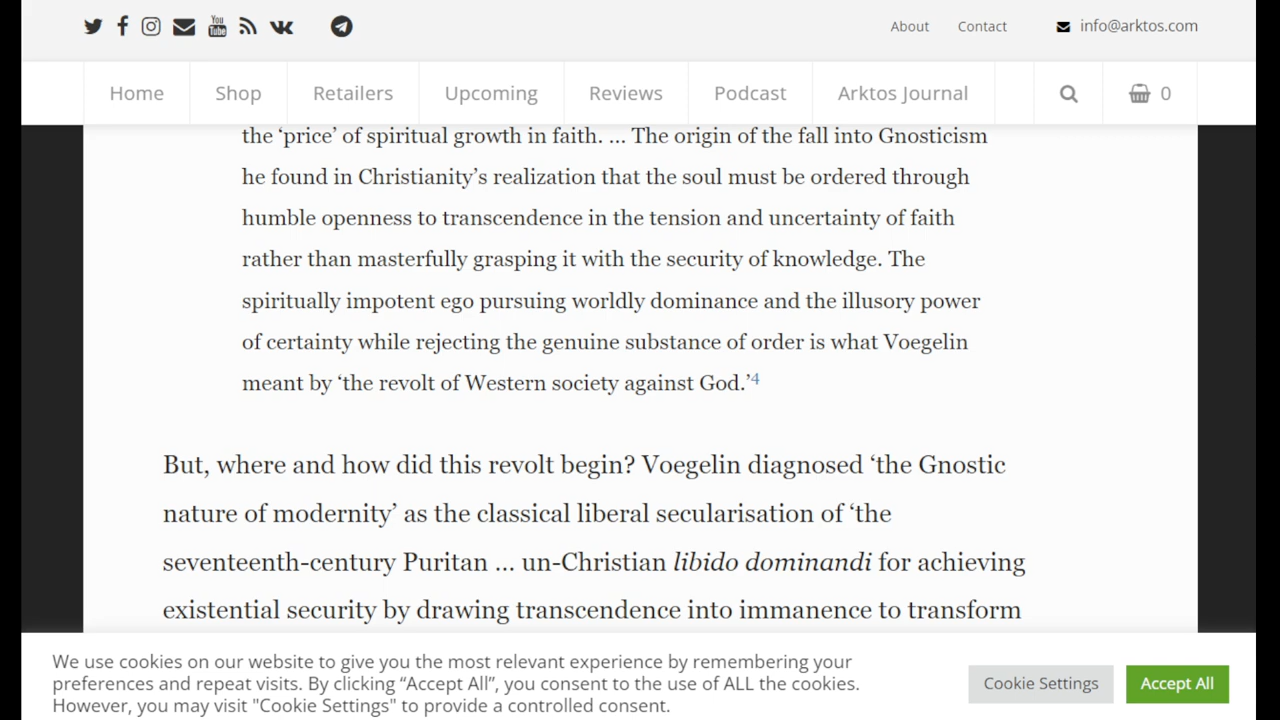 You
Tube
About
Contact
info@arktos.com
Home
Shop
Retailers
Upcoming
Reviews
Podcast
Arktos Journal
0
the ‘price’ of spiritual growth in faith. … The origin of the fall into Gnosticism
he found in Christianity’s realization that the soul must be ordered through
humble openness to transcendence in the tension and uncertainty of faith
rather than masterfully grasping it with the security of knowledge. The
spiritually impotent ego pursuing worldly dominance and the illusory power
of certainty while rejecting the genuine substance of order is what Voegelin
meant by ‘the revolt of Western society against God.’4
But, where and how did this revolt begin? Voegelin diagnosed ‘the Gnostic
nature of modernity’ as the classical liberal secularisation of ‘the
seventeenth-century Puritan … un-Christian libido dominandi for achieving
existential security by drawing transcendence into immanence to transform
We use cookies on our website to give you the most relevant experience by remembering your
preferences and repeat visits. By clicking “Accept All”, you consent to the use of ALL the cookies.
However, you may visit "Cookie Settings" to provide a controlled consent.
Cookie Settings
Accept All